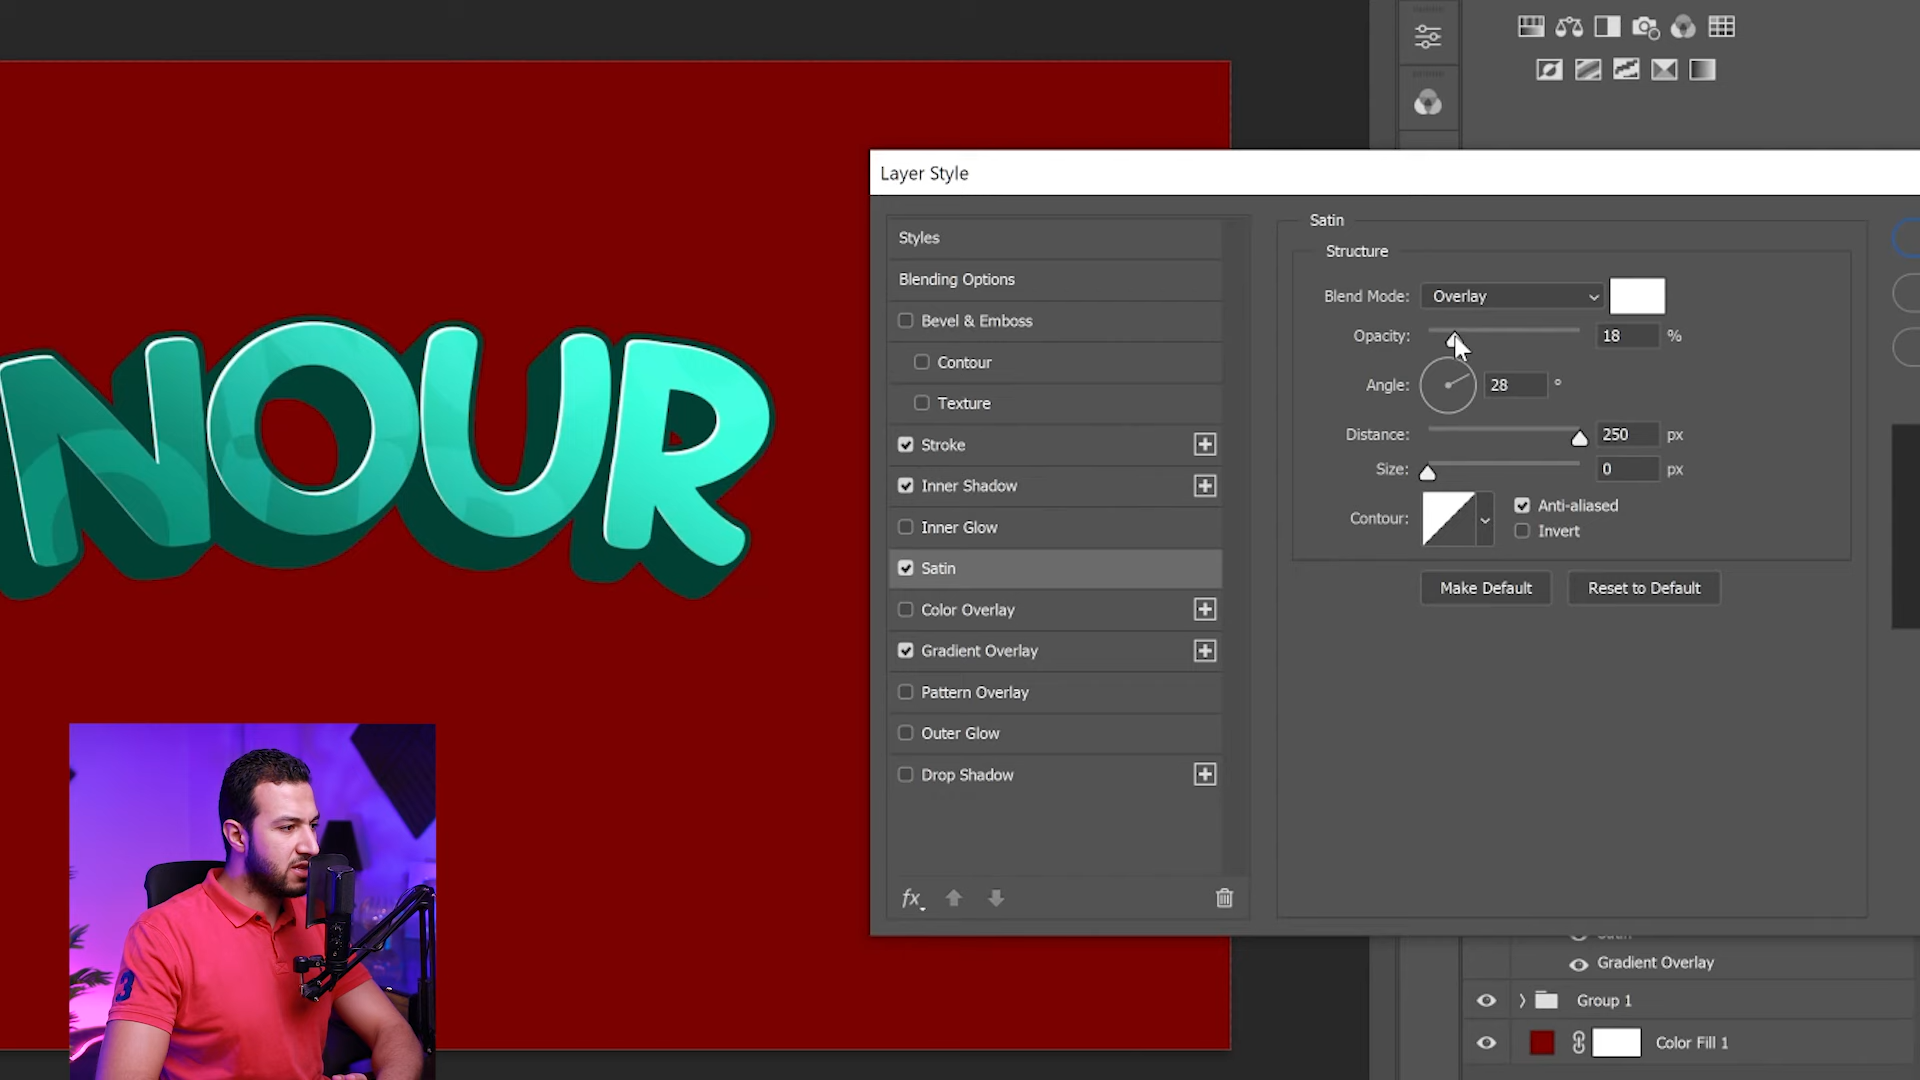 Layer Style
NOUR
Styles
Blending Options
Bevel & Emboss
Contour
Texture
Stroke
Inner Shadow
Inner Glow
Satin
Color Overlay
Gradient Overlay
Pattern Overlay
Outer Glow
Drop Shadow
fx
Satin
Structure
Blend Mode: Overlay
Opacity: 18 %
Angle: 28 °
Distance: 250 px
Size: 0 px
Contour: Anti-aliased
Invert
Make Default Reset to Default
Gradient Overlay
Group 1
Color Fill 1
3